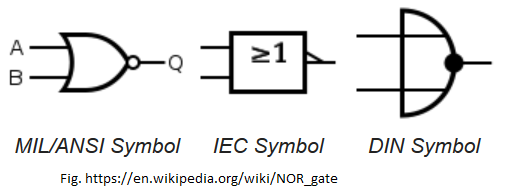 A
B
Q
≥1
MIL/ANSI Symbol IEC Symbol DIN Symbol
Fig. https://en.wikipedia.org/wiki/NOR_gate